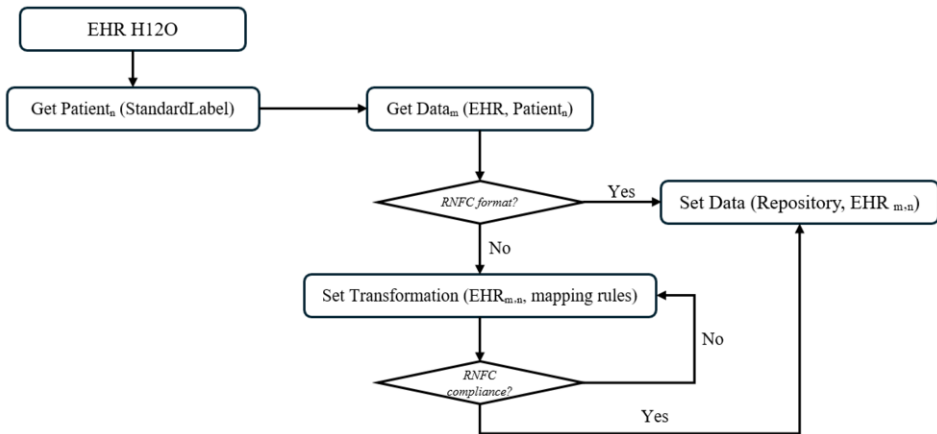 EHR H12O
Get Patientₙ (StandardLabel)
Get Dataₘ (EHR, Patientₙ)
RNFC format?
Yes
Set Data (Repository, EHR ₘ,ₙ)
No
Set Transformation (EHRₘ,ₙ, mapping rules)
No
RNFC
compliance?
Yes